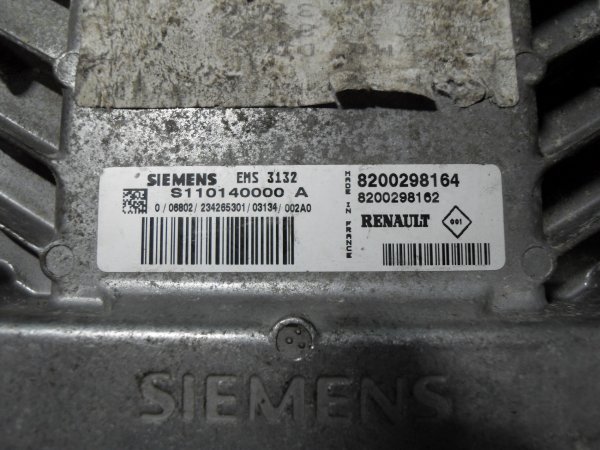 SIEMENS EMS 3132
S110140000 A
0 / 06802 / 234265301 / 03134 / 002A0
MADE IN FRANCE
8200298164
8200298162
RENAULT 001
SIEMENS